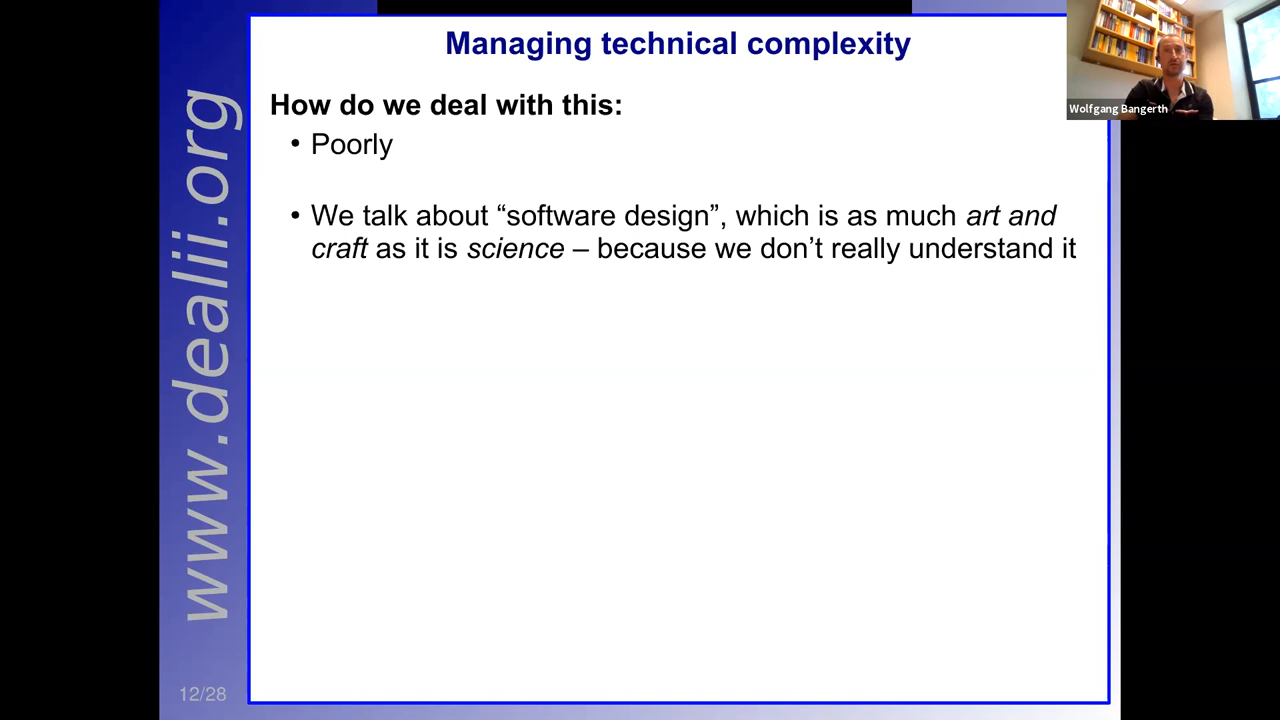 Managing technical complexity
Wolfgang Bangerth
How do we deal with this:
• Poorly
• We talk about “software design”, which is as much art and
craft as it is science – because we don’t really understand it
www.dealii.org
12/28